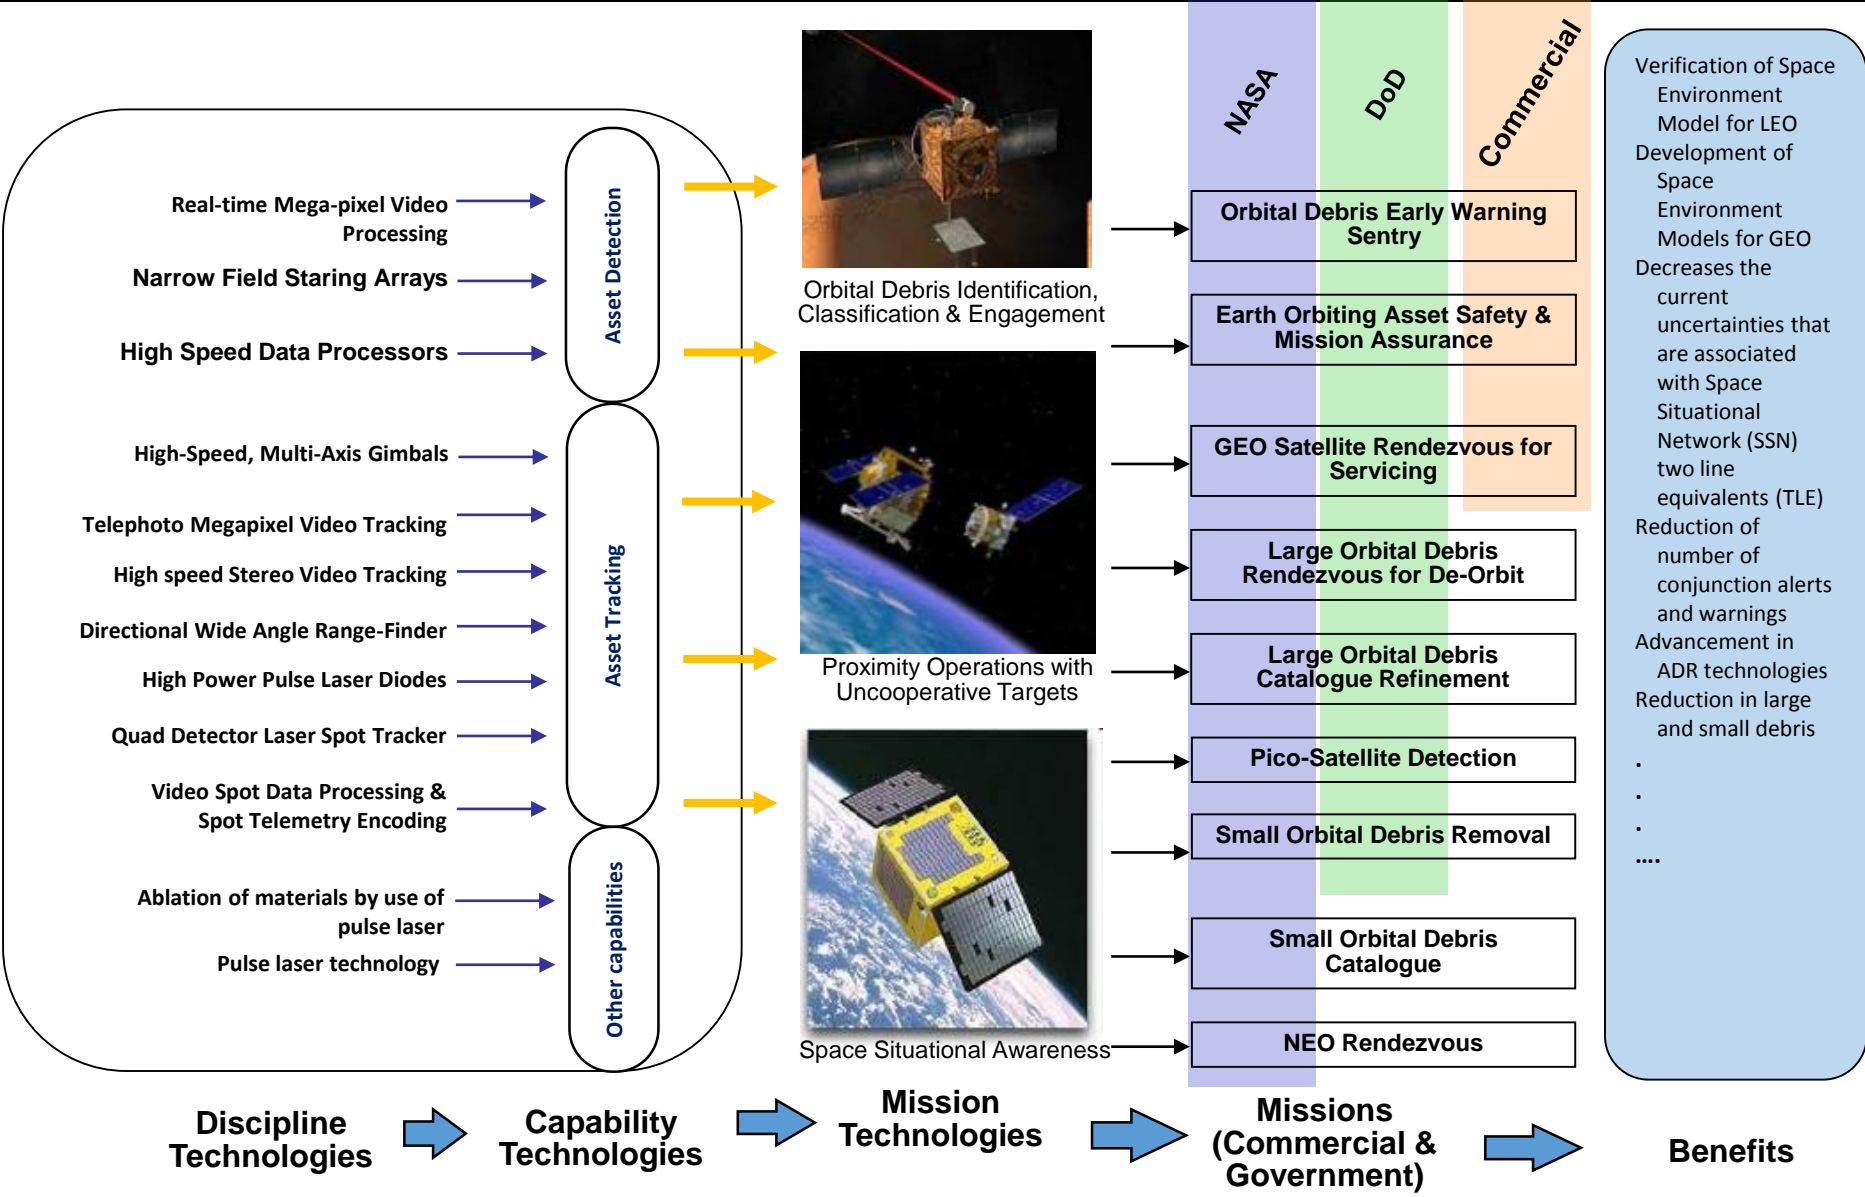 Real-time Mega-pixel Video
Processing
Narrow Field Staring Arrays
High Speed Data Processors
High-Speed, Multi-Axis Gimbals
Telephoto Megapixel Video Tracking
High speed Stereo Video Tracking
Directional Wide Angle Range-Finder
High Power Pulse Laser Diodes
Quad Detector Laser Spot Tracker
Video Spot Data Processing &
Spot Telemetry Encoding
Ablation of materials by use of
pulse laser
Pulse laser technology
Asset Detection
Asset Tracking
Other capabilities
Orbital Debris Identification,
Classification & Engagement
Proximity Operations with
Uncooperative Targets
Space Situational Awareness
NASA
DoD
Commercial
Orbital Debris Early Warning
Sentry
Earth Orbiting Asset Safety &
Mission Assurance
GEO Satellite Rendezvous for
Servicing
Large Orbital Debris
Rendezvous for De-Orbit
Large Orbital Debris
Catalogue Refinement
Pico-Satellite Detection
Small Orbital Debris Removal
Small Orbital Debris
Catalogue
NEO Rendezvous
Verification of Space
Environment
Model for LEO
Development of
Space
Environment
Models for GEO
Decreases the
current
uncertainties that
are associated
with Space
Situational
Network (SSN)
two line
equivalents (TLE)
Reduction of
number of
conjunction alerts
and warnings
Advancement in
ADR technologies
Reduction in large
and small debris
.
.
.
....
Discipline
Technologies
Capability
Technologies
Mission
Technologies
Missions
(Commercial &
Government)
Benefits